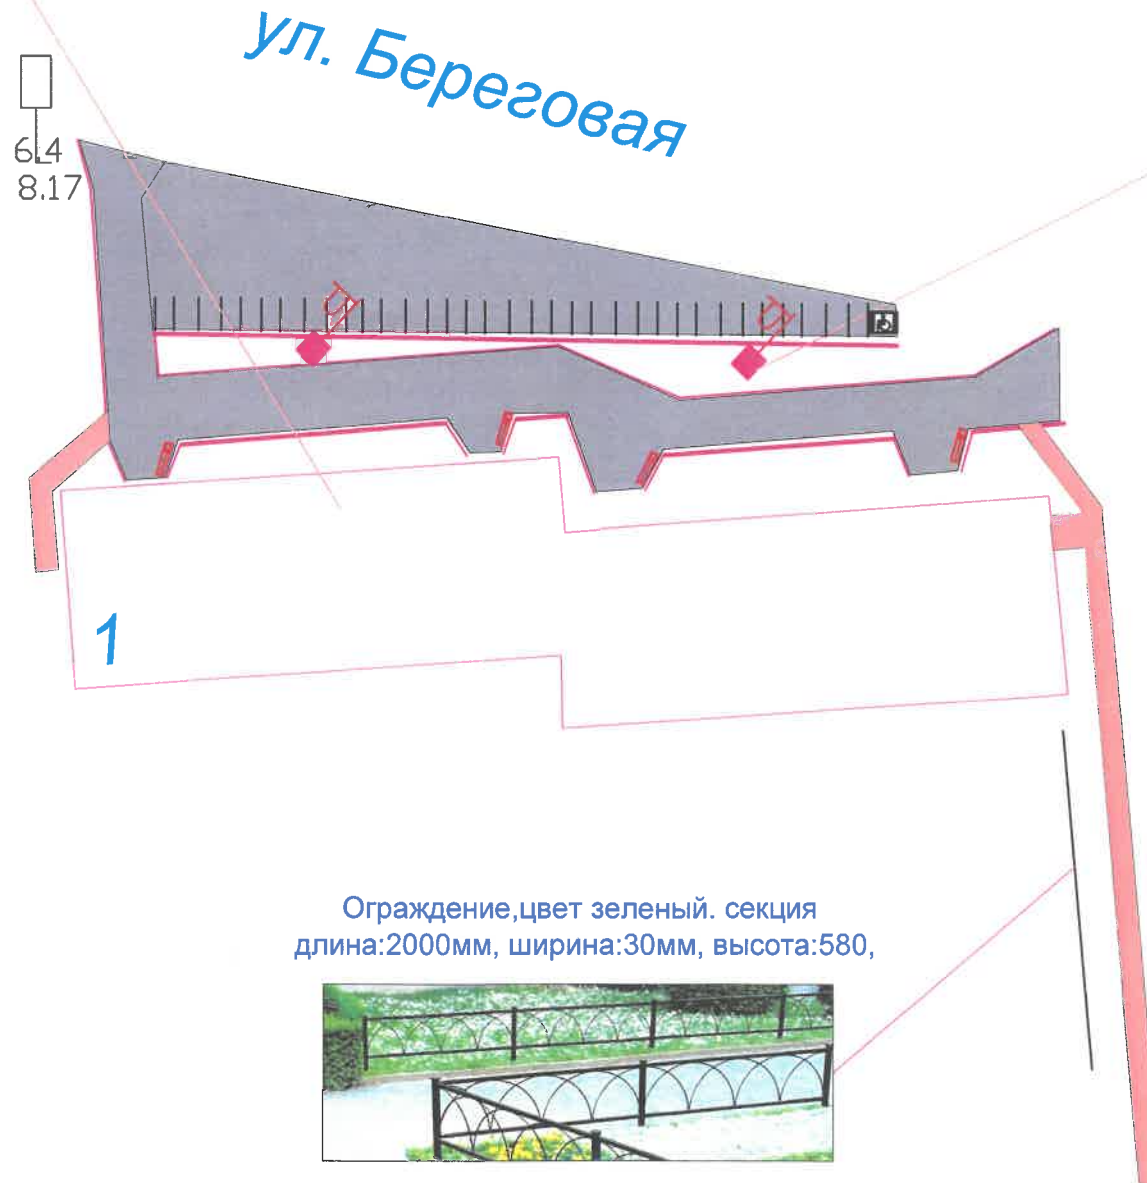 ул. Береговая
6.4
8.17
1
Ограждение,цвет зеленый. секция
длина:2000мм, ширина:30мм, высота:580,